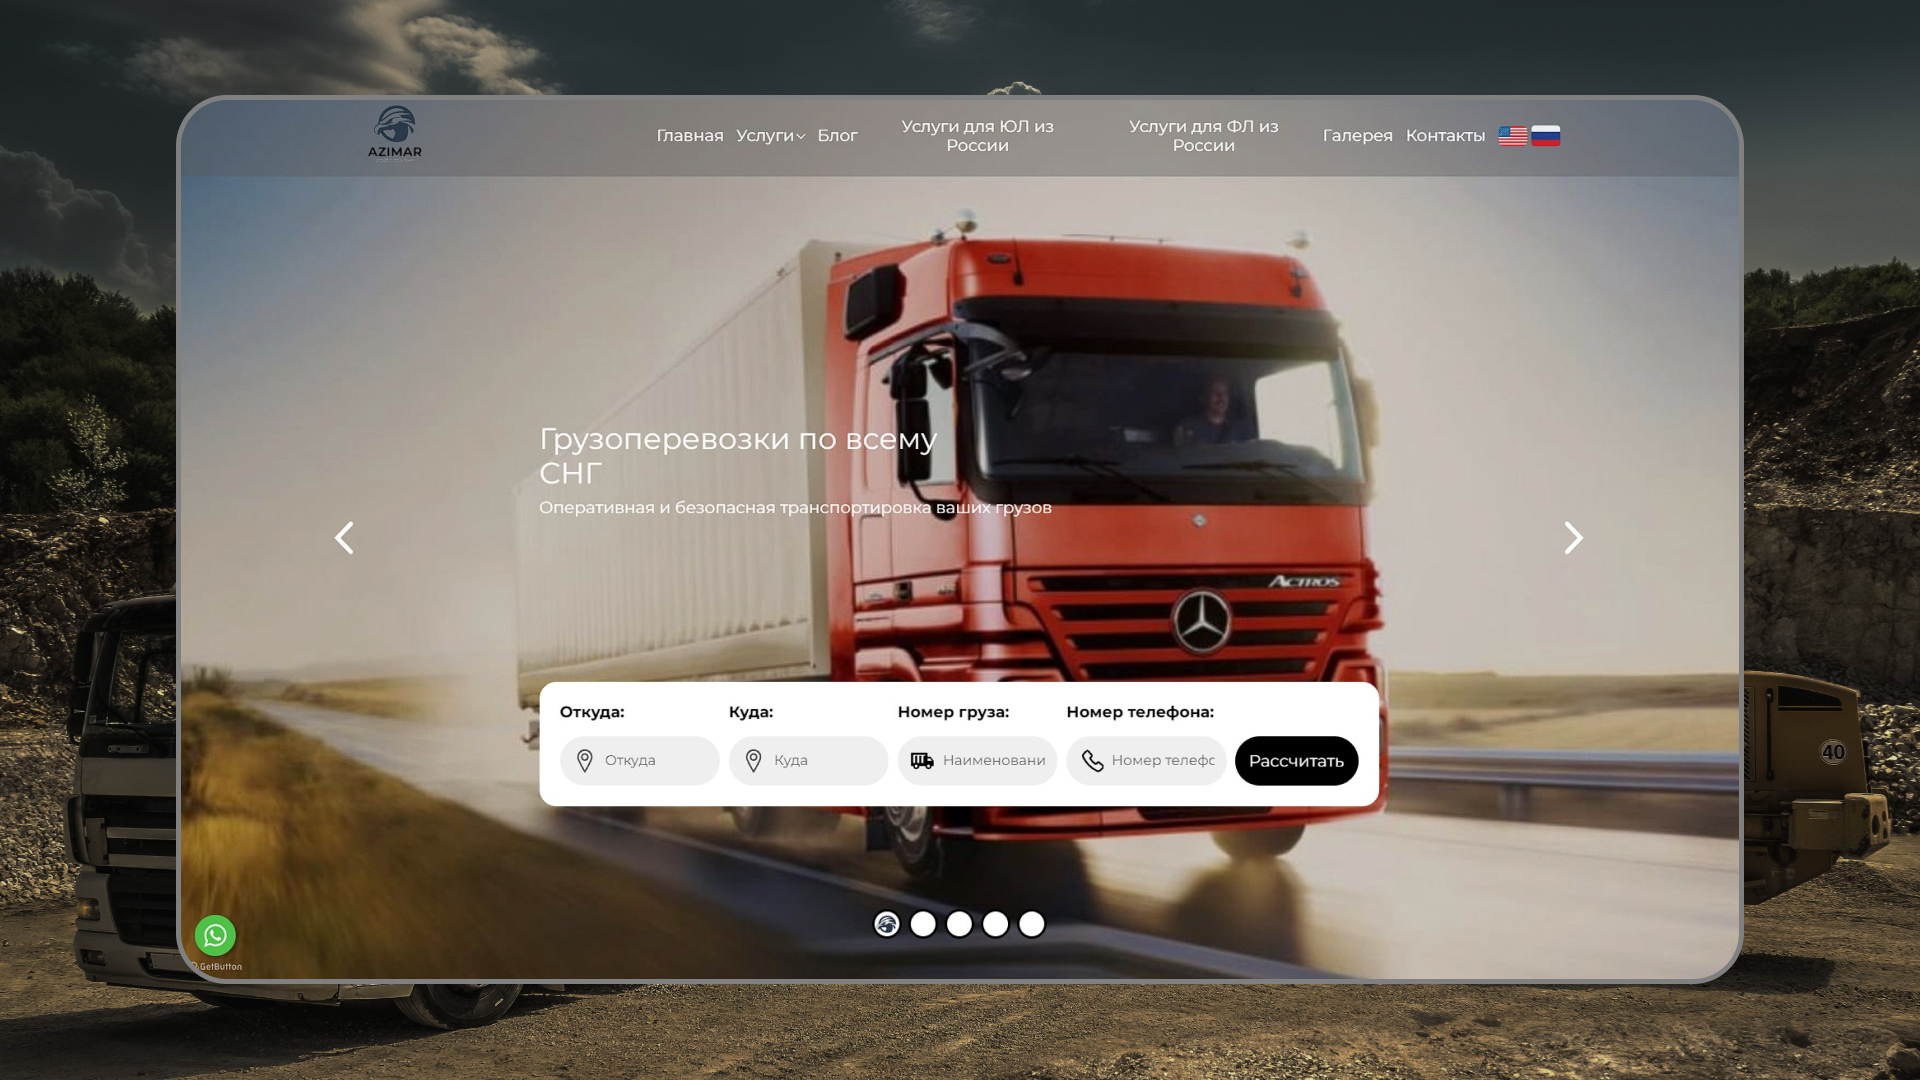 AZIMAR
Главная Услуги Блог Услуги для ЮЛ из
России
Услуги для ФЛ из
России
Галерея Контакты
Грузоперевозки по всему
СНГ
Оперативная и безопасная транспортировка ваших грузов
ACTROS
Откуда: Куда: Номер груза: Номер телефона:
Откуда Куда Наименовани Номер телефс Рассчитать
40
GetButton